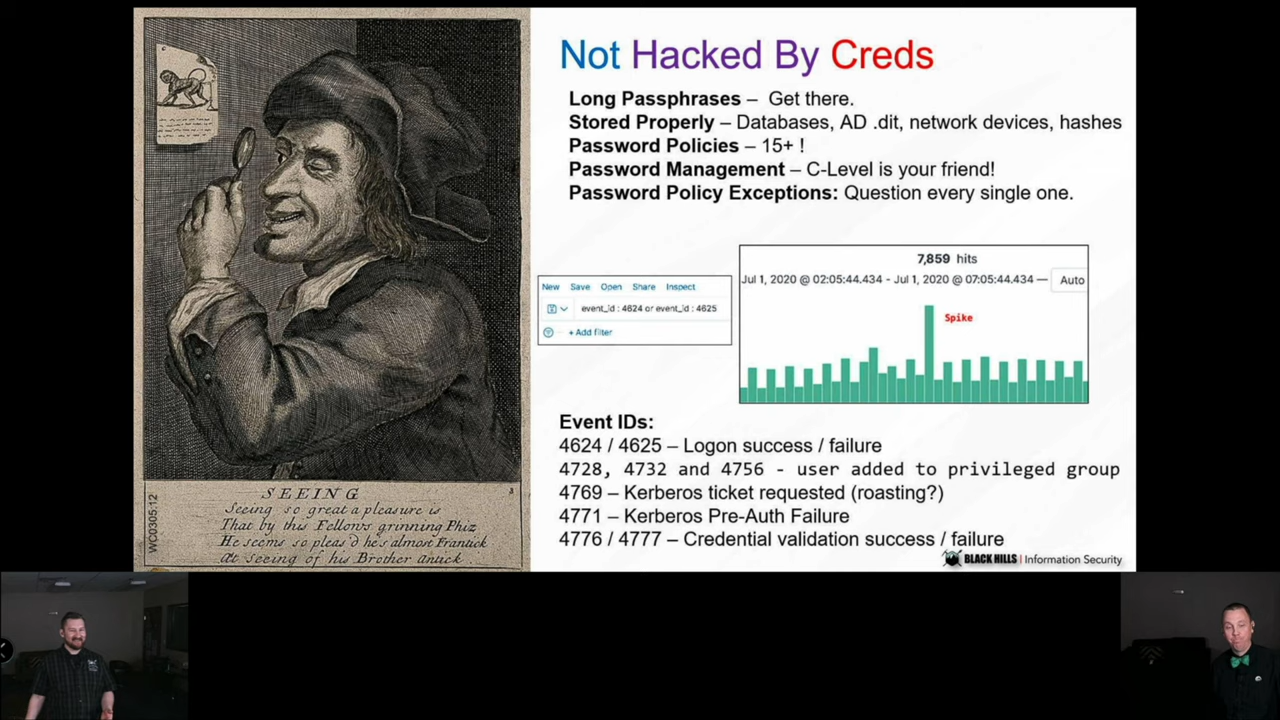 Not Hacked By Creds
Long Passphrases – Get there.
Stored Properly – Databases, AD .dit, network devices, hashes
Password Policies – 15+ !
Password Management – C-Level is your friend!
Password Policy Exceptions: Question every single one.
New Save Open Share Inspect
event_id : 4624 or event_id : 4625
+ Add filter
7,859 hits
Jul 1, 2020 @ 02:05:44.434 - Jul 1, 2020 @ 07:05:44.434 — Auto
Spike
Event IDs:
4624 / 4625 – Logon success / failure
4728, 4732 and 4756 - user added to privileged group
4769 – Kerberos ticket requested (roasting?)
4771 – Kerberos Pre-Auth Failure
4776 / 4777 – Credential validation success / failure
BLACK HILLS | Information Security
WC0305:12
SEEING
3
Seeing so great a pleasure is
That by this Fellows grinning Phiz
He seems so pleas'd he's almost Frantick
At seeing of his Brother Antick